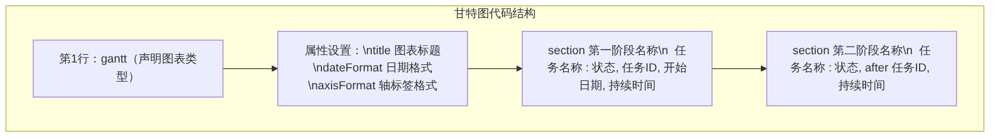 甘特图代码结构
第1行：gantt（声明图表类
型）
属性设置：\ntitle 图表标题
\ndateFormat 日期格式
\naxisFormat 轴标签格式
section 第一阶段名称\n  任
务名称 : 状态, 任务ID, 开始
日期, 持续时间
section 第二阶段名称\n  任
务名称 : 状态, after 任务ID,
持续时间